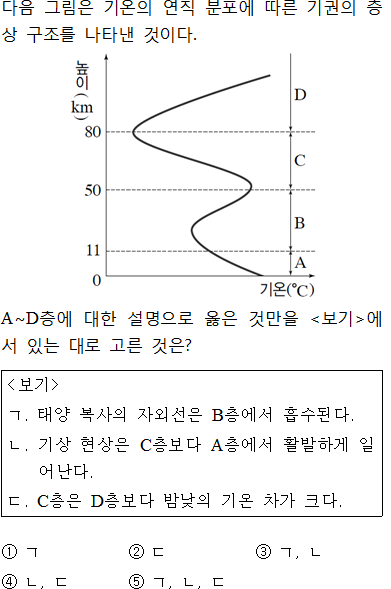 다음 그림은 기온의 연직 분포에 따른 기권의 층
상 구조를 나타낸 것이다.
높이(km)
D
80
C
50
B
11
A
0
기온(℃)
A~D층에 대한 설명으로 옳은 것만을 <보기>에
서 있는 대로 고른 것은?
<보기>
ㄱ. 태양 복사의 자외선은 B층에서 흡수된다.
ㄴ. 기상 현상은 C층보다 A층에서 활발하게 일
어난다.
ㄷ. C층은 D층보다 밤낮의 기온 차가 크다.
① ㄱ ② ㄷ ③ ㄱ, ㄴ
④ ㄴ, ㄷ ⑤ ㄱ, ㄴ, ㄷ